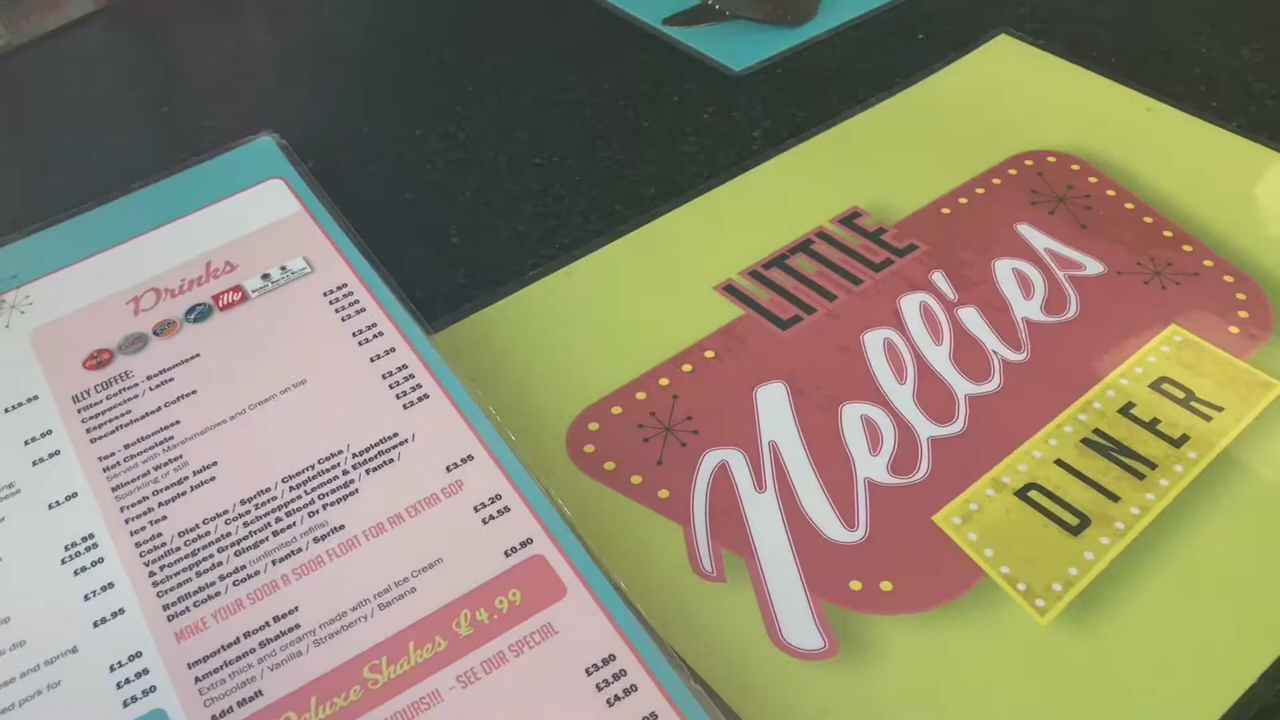 Drinks
illy
ILLY COFFEE:
Filter Coffee - Bottomless
Cappuccino / Latte
Espresso
Decaffeinated Coffee
Tea - Bottomless
Hot Chocolate
Served with Marshmallows and Cream on top
Mineral Water
Sparkling or still
Fresh Orange Juice
Fresh Apple Juice
Ice Tea
Soda
Coke / Diet Coke / Sprite / Cherry Coke /
Vanilla Coke / Coke Zero / Appletiser / Appletise
& Pomegranate / Schweppes Lemon & Elderflower /
Schweppes Grapefruit & Blood Orange / Fanta /
Cream Soda / Ginger Beer / Dr Pepper
Refillable Soda (unlimited refills)
Diet Coke / Coke / Fanta / Sprite
MAKE YOUR SODA A SODA FLOAT FOR AN EXTRA 60P
Imported Root Beer
Americano Shakes
Extra thick and creamy made with real Ice Cream
Chocolate / Vanilla / Strawberry / Banana
Add Malt
Deluxe Shakes £4.99
OURS!!! - SEE OUR SPECIAL
£2.80
£2.50
£2.00
£2.30
£2.20
£2.45
£2.20
£2.35
£2.35
£2.35
£2.85
£3.95
£3.20
£4.55
£0.80
£3.80
£3.80
£4.80
£5.50
£5.50
£1.00
£6.95
£10.95
£6.00
£7.95
£8.95
£1.00
£4.95
£5.50
dip
ese and spring
ed pork for
LITTLE
Nellies
DINER